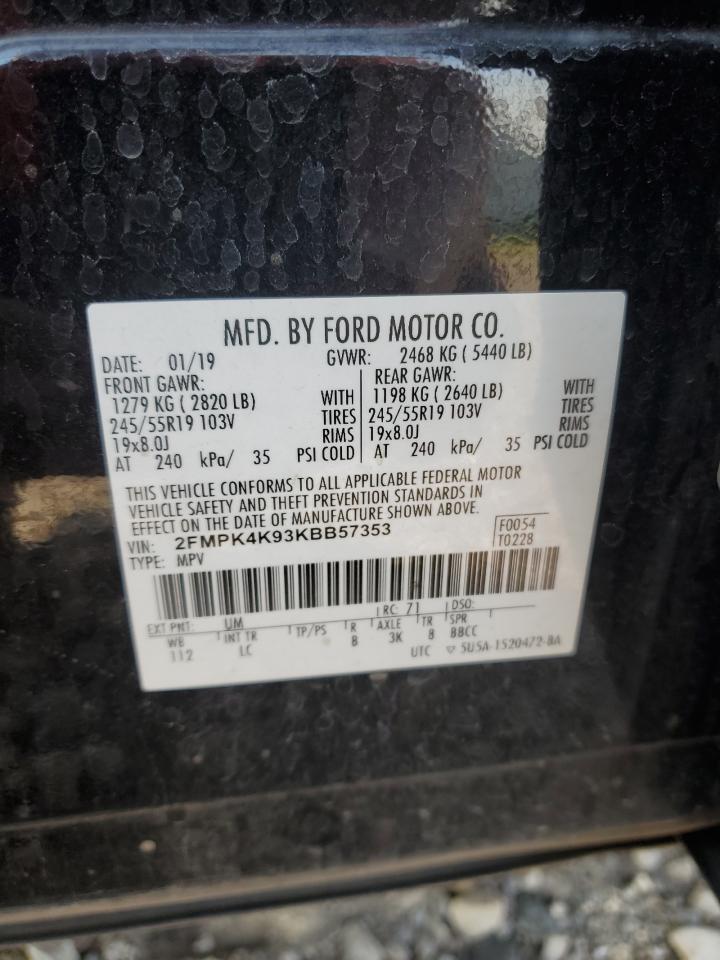 MFD. BY FORD MOTOR CO.
DATE: 01/19 GVWR: 2468 KG ( 5440 LB)
FRONT GAWR: REAR GAWR:
1279 KG ( 2820 LB) WITH 1198 KG ( 2640 LB) WITH
245/55R19 103V TIRES 245/55R19 103V TIRES
19x8.0J RIMS 19x8.0J RIMS
AT 240 kPa/ 35 PSI COLD AT 240 kPa/ 35 PSI COLD
THIS VEHICLE CONFORMS TO ALL APPLICABLE FEDERAL MOTOR
VEHICLE SAFETY AND THEFT PREVENTION STANDARDS IN
EFFECT ON THE DATE OF MANUFACTURE SHOWN ABOVE.
VIN: 2FMPK4K93KBB57353 F0054
TYPE: MPV T0228
EXT PNT: UM RC: 71 DSO:
WB INT TR TP/PS R AXLE TR SPR
112 LC B 3K 8 BBCC
UTC ▽ 5U5A-1520472-BA